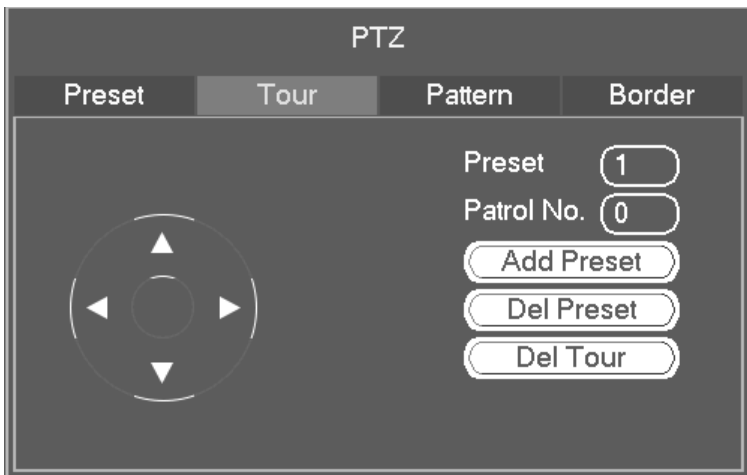 PTZ
Preset Tour Pattern Border
Preset 1
Patrol No. 0
Add Preset
Del Preset
Del Tour